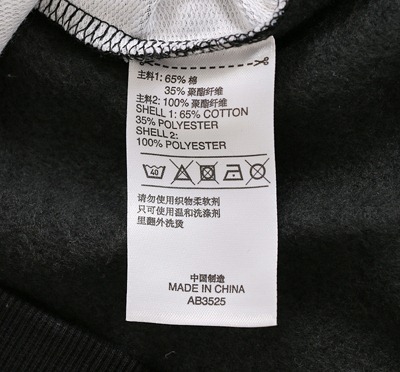 主料1: 65% 棉
35% 聚酯纤维
主料2: 100% 聚酯纤维
SHELL 1: 65% COTTON
35% POLYESTER
SHELL 2:
100% POLYESTER
40
请勿使用织物柔软剂
只可使用温和洗涤剂
里翻外洗烫
中国制造
MADE IN CHINA
AB3525